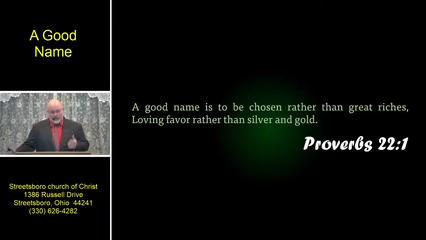 A Good
Name
A good name is to be chosen rather than great riches,
Loving favor rather than silver and gold.
Proverbs 22:1
Streetsboro church of Christ
1386 Russell Drive
Streetsboro, Ohio 44241
(330) 626-4282